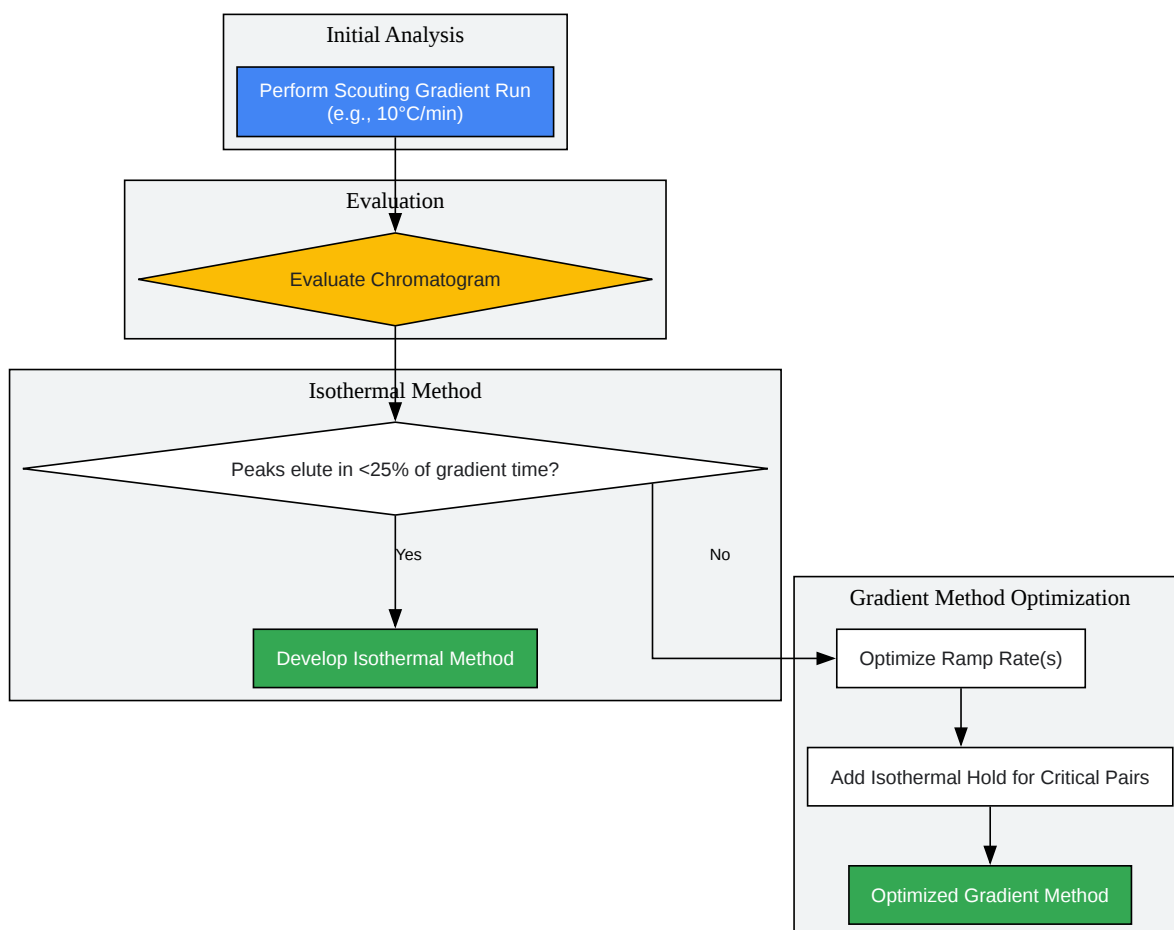 Initial Analysis
Perform Scouting Gradient Run
(e.g., 10°C/min)
Evaluation
Evaluate Chromatogram
Isothermal Method
Peaks elute in <25% of gradient time?
Yes
No
Develop Isothermal Method
Gradient Method Optimization
Optimize Ramp Rate(s)
Add Isothermal Hold for Critical Pairs
Optimized Gradient Method